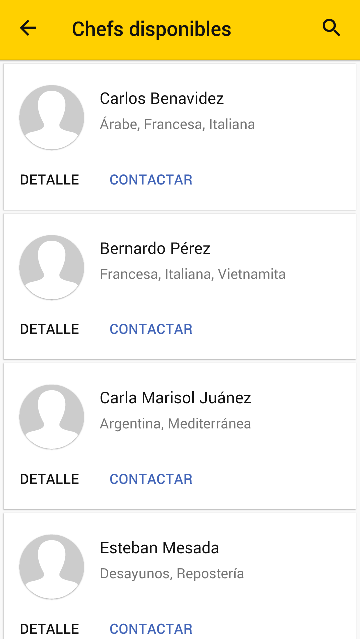 Chefs disponibles
Carlos Benavidez
Árabe, Francesa, Italiana
DETALLE CONTACTAR
Bernardo Pérez
Francesa, Italiana, Vietnamita
DETALLE CONTACTAR
Carla Marisol Juánez
Argentina, Mediterránea
DETALLE CONTACTAR
Esteban Mesada
Desayunos, Repostería
DETALLE CONTACTAR